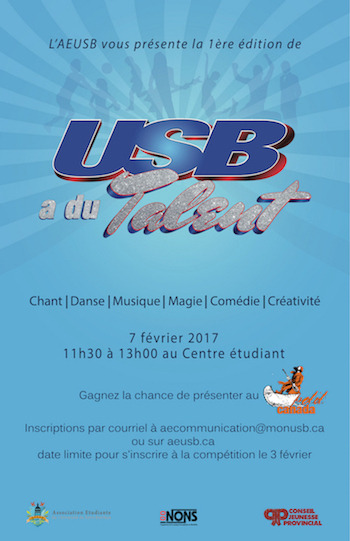 L'AEUSB vous présente la 1ère édition de
USB
a du Talent
Chant | Danse | Musique | Magie | Comédie | Créativité
7 février 2017
11h30 à 13h00 au Centre étudiant
Gagnez la chance de présenter au
Inscriptions par courriel à aecommunication@monusb.ca
ou sur aeusb.ca
date limite pour s'inscrire à la compétition le 3 février
Association Étudiante
NONS
CONSEIL
JEUNESSE
PROVINCIAL